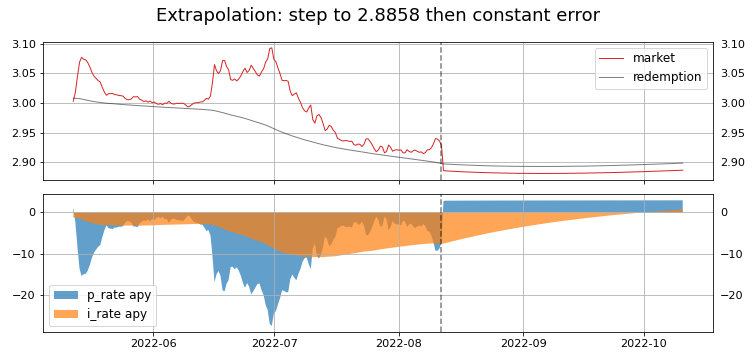 Extrapolation: step to 2.8858 then constant error
3.10 3.10
3.05 3.05
3.00 3.00
2.95 2.95
2.90 2.90
market
redemption
0 0
−10 −10
−20 −20
p_rate apy
i_rate apy
2022-06 2022-07 2022-08 2022-09 2022-10